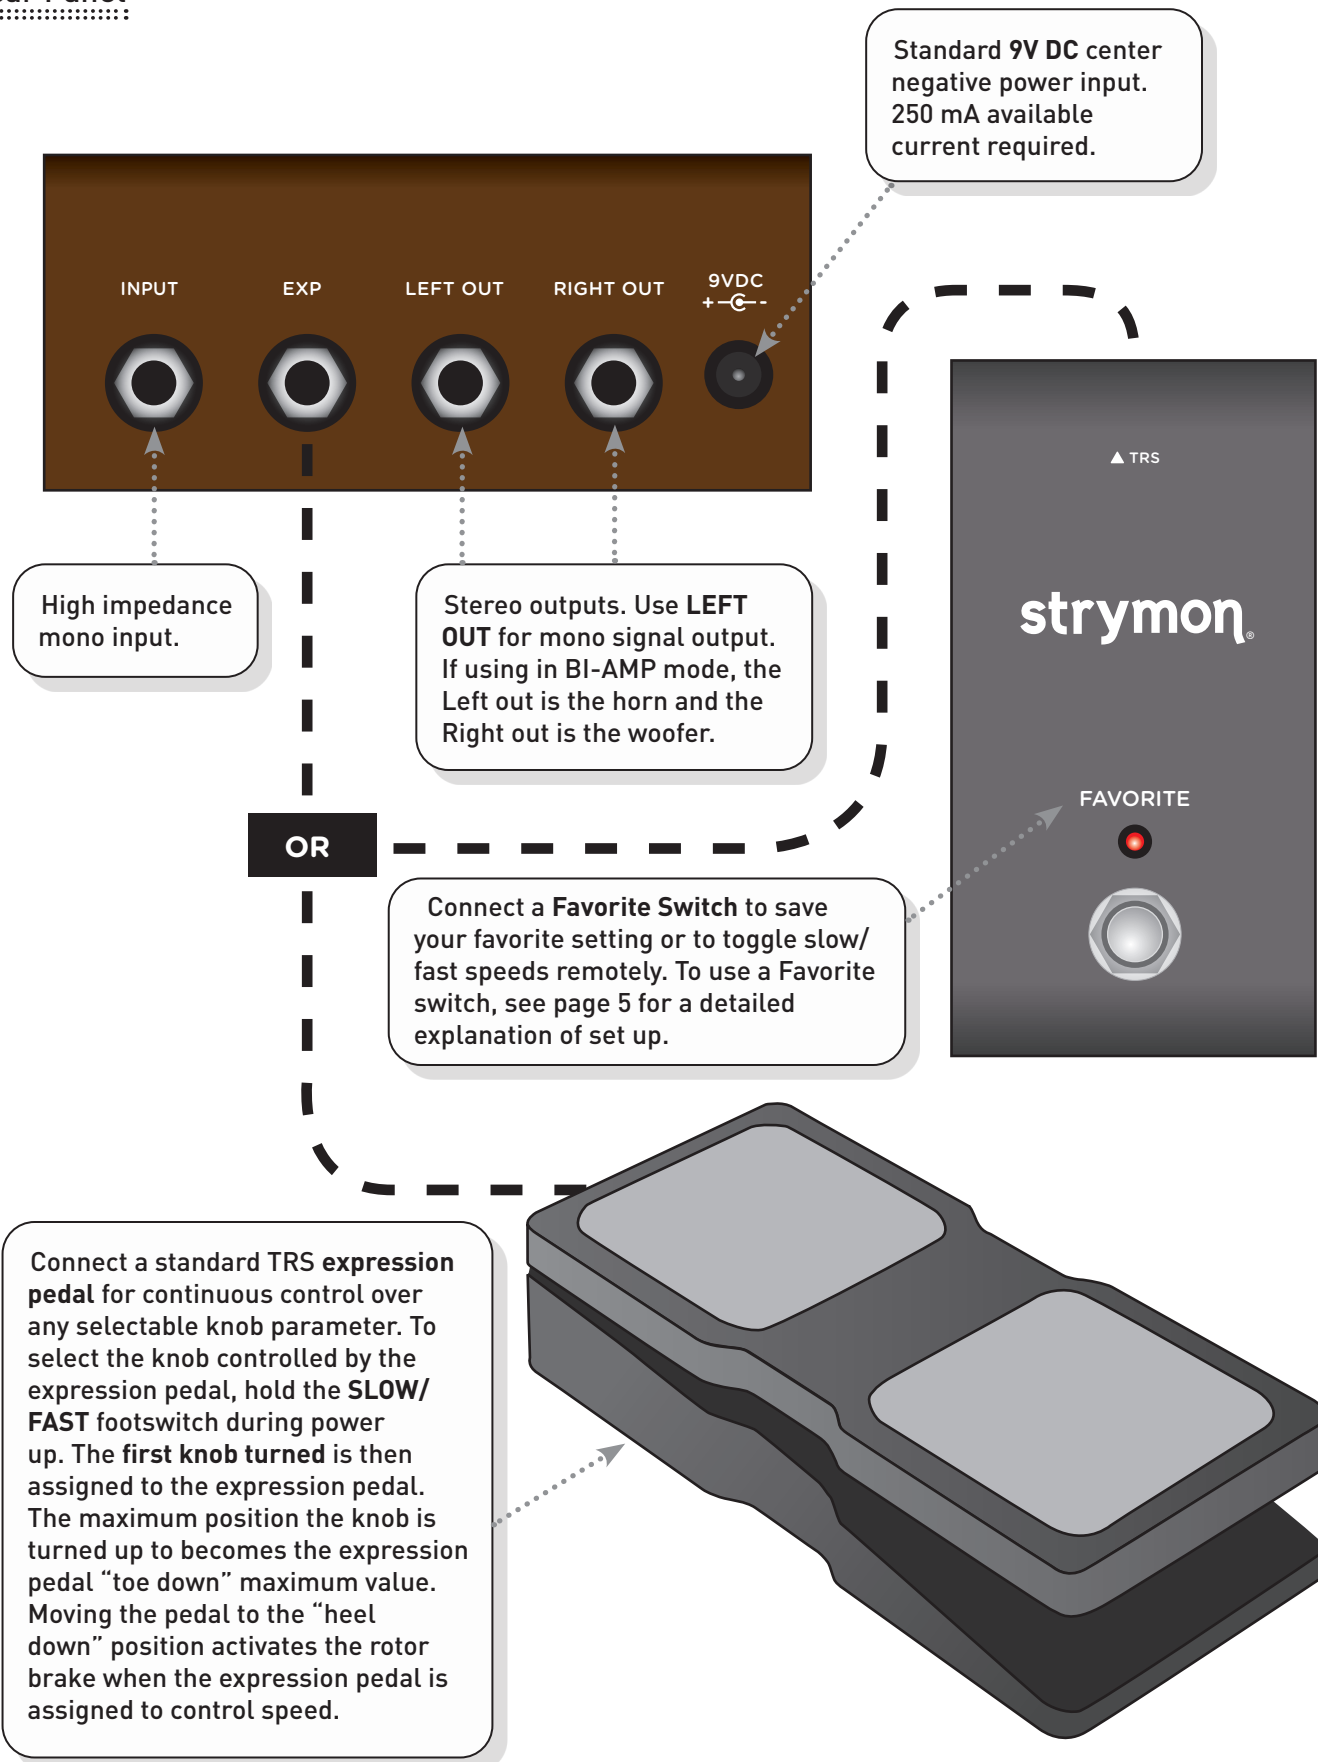 Standard 9V DC center
negative power input.
250 mA available
current required.
INPUT
EXP
LEFT OUT
RIGHT OUT
9VDC
+ -
▲ TRS
High impedance
mono input.
Stereo outputs. Use LEFT
OUT for mono signal output.
If using in BI-AMP mode, the
Left out is the horn and the
Right out is the woofer.
strymon®
FAVORITE
OR
Connect a Favorite Switch to save
your favorite setting or to toggle slow/
fast speeds remotely. To use a Favorite
switch, see page 5 for a detailed
explanation of set up.
Connect a standard TRS expression
pedal for continuous control over
any selectable knob parameter. To
select the knob controlled by the
expression pedal, hold the SLOW/
FAST footswitch during power
up. The first knob turned is then
assigned to the expression pedal.
The maximum position the knob is
turned up to becomes the expression
pedal “toe down” maximum value.
Moving the pedal to the “heel
down” position activates the rotor
brake when the expression pedal is
assigned to control speed.